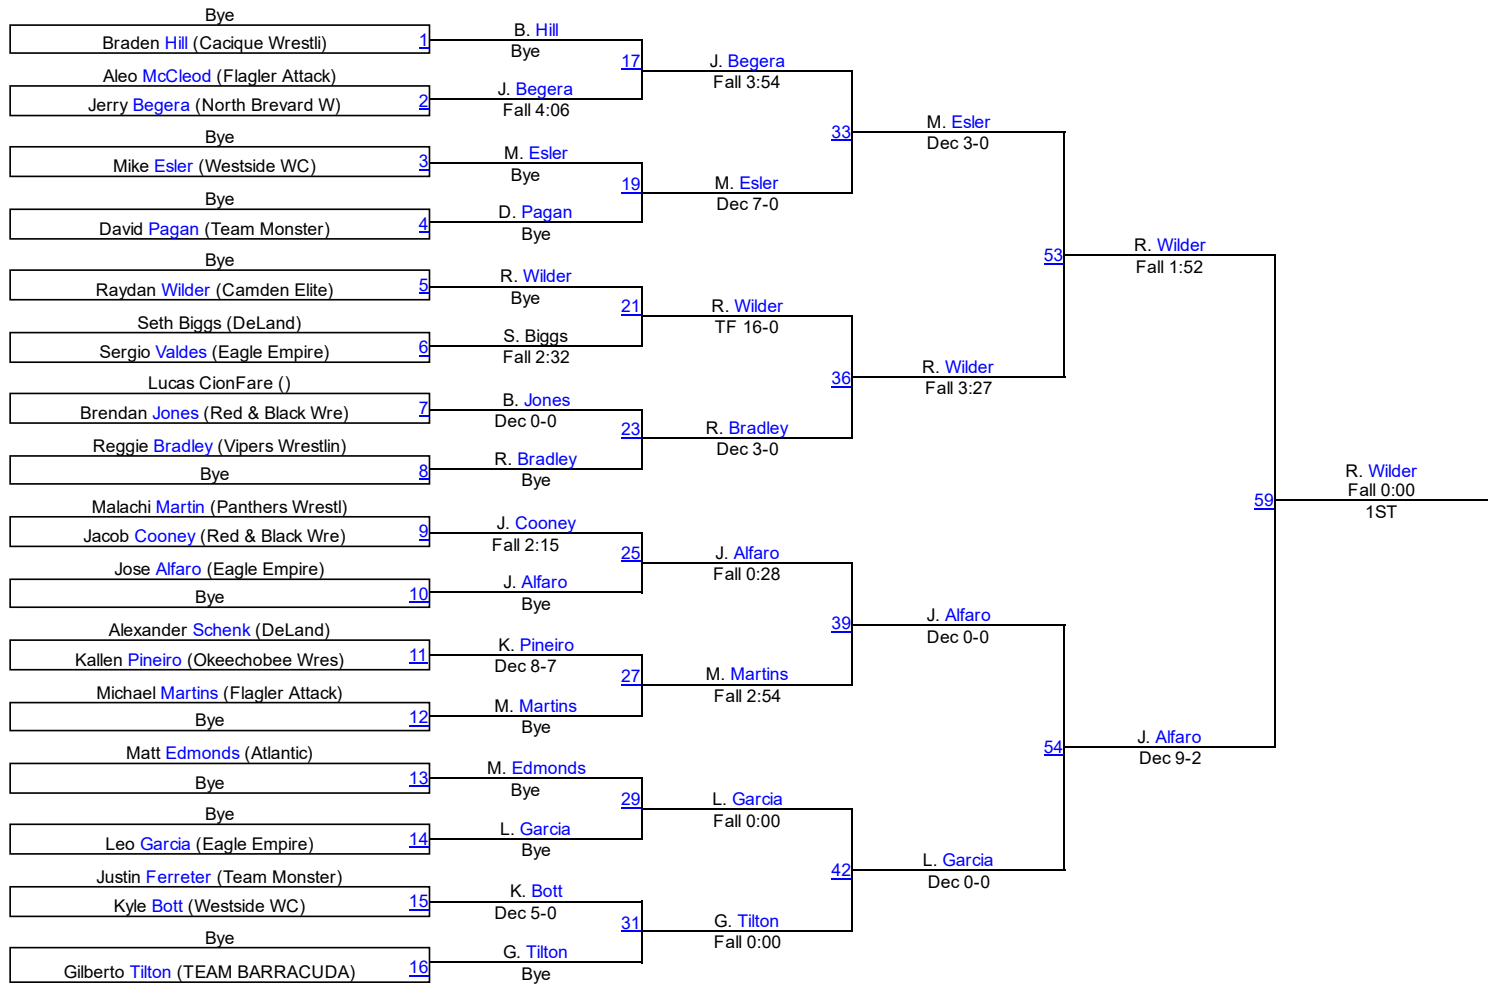 Bye
Braden Hill (Cacique Wrestli) 1
Aleo McCleod (Flagler Attack)
Jerry Begera (North Brevard W) 2
Bye
Mike Esler (Westside WC) 3
Bye
David Pagan (Team Monster) 4
Bye
Raydan Wilder (Camden Elite) 5
Seth Biggs (DeLand)
Sergio Valdes (Eagle Empire) 6
Lucas CionFare ()
Brendan Jones (Red & Black Wre) 7
Reggie Bradley (Vipers Wrestlin)
Bye 8
Malachi Martin (Panthers Wrestl)
Jacob Cooney (Red & Black Wre) 9
Jose Alfaro (Eagle Empire)
Bye 10
Alexander Schenk (DeLand)
Kallen Pineiro (Okeechobee Wres) 11
Michael Martins (Flagler Attack)
Bye 12
Matt Edmonds (Atlantic)
Bye 13
Bye
Leo Garcia (Eagle Empire) 14
Justin Ferreter (Team Monster)
Kyle Bott (Westside WC) 15
Bye
Gilberto Tilton (TEAM BARRACUDA) 16
B. Hill
Bye
17
J. Begera
Fall 4:06
M. Esler
Bye
19
D. Pagan
Bye
R. Wilder
Bye
21
S. Biggs
Fall 2:32
B. Jones
Dec 0-0
23
R. Bradley
Bye
J. Cooney
Fall 2:15
25
J. Alfaro
Bye
K. Pineiro
Dec 8-7
27
M. Martins
Bye
M. Edmonds
Bye
29
L. Garcia
Bye
K. Bott
Dec 5-0
31
G. Tilton
Bye
J. Begera
Fall 3:54
33
M. Esler
Dec 7-0
R. Wilder
TF 16-0
36
R. Bradley
Dec 3-0
J. Alfaro
Fall 0:28
39
M. Martins
Fall 2:54
L. Garcia
Fall 0:00
42
G. Tilton
Fall 0:00
M. Esler
Dec 3-0
53
R. Wilder
Fall 3:27
J. Alfaro
Dec 0-0
54
L. Garcia
Dec 0-0
R. Wilder
Fall 1:52
59
J. Alfaro
Dec 9-2
R. Wilder
Fall 0:00
1ST